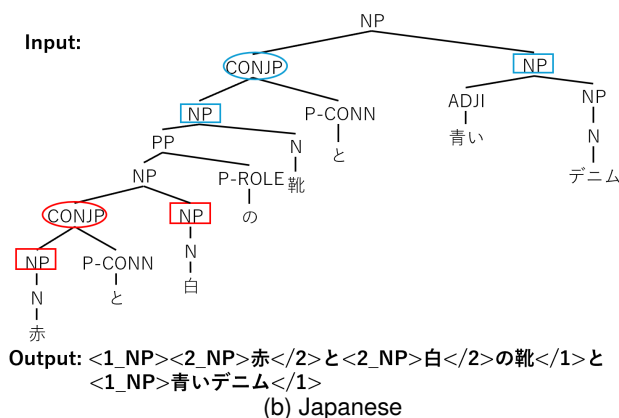 Input:
NP
CONJP NP
NP P-CONN ADJI NP
PP N と 青い N
NP P-ROLE 靴 デニム
CONJP NP の
NP P-CONN N
N と 白
赤
Output: <1_NP><2_NP>赤</2>と<2_NP>白</2>の靴</1>と
<1_NP>青いデニム</1>
(b) Japanese